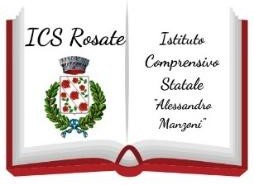 ICS Rosate
Istituto
Comprensivo
Statale
"Alessandro
Manzoni"